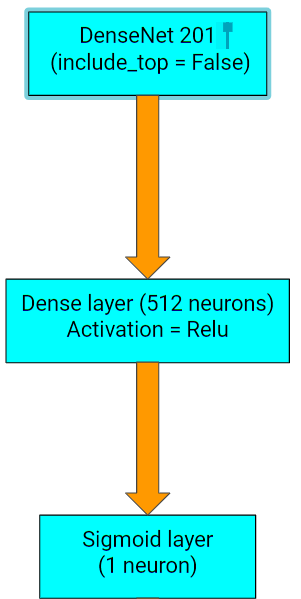 DenseNet 201
(include_top = False)
Dense layer (512 neurons)
Activation = Relu
Sigmoid layer
(1 neuron)